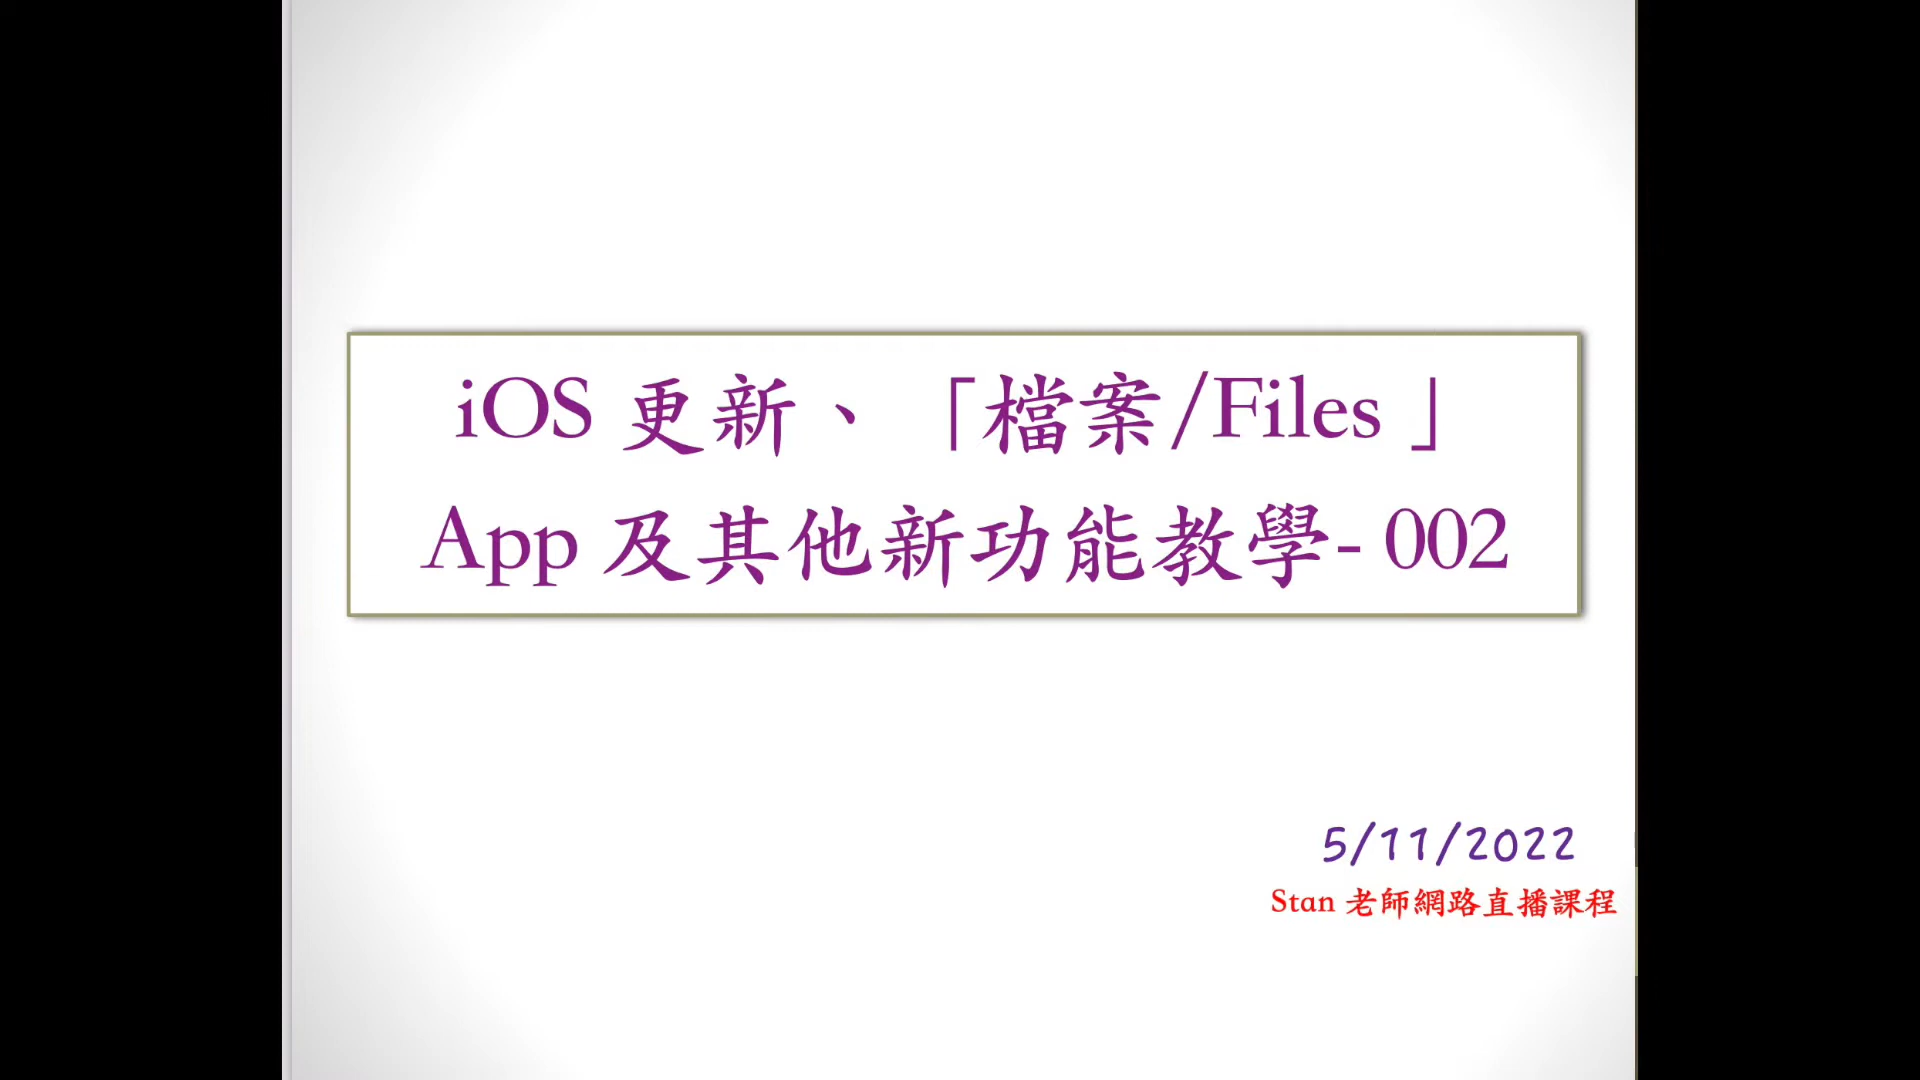 iOS 更新、「檔案/Files 」
App 及其他新功能教學- 002
5/11/2022
Stan 老師網路直播課程